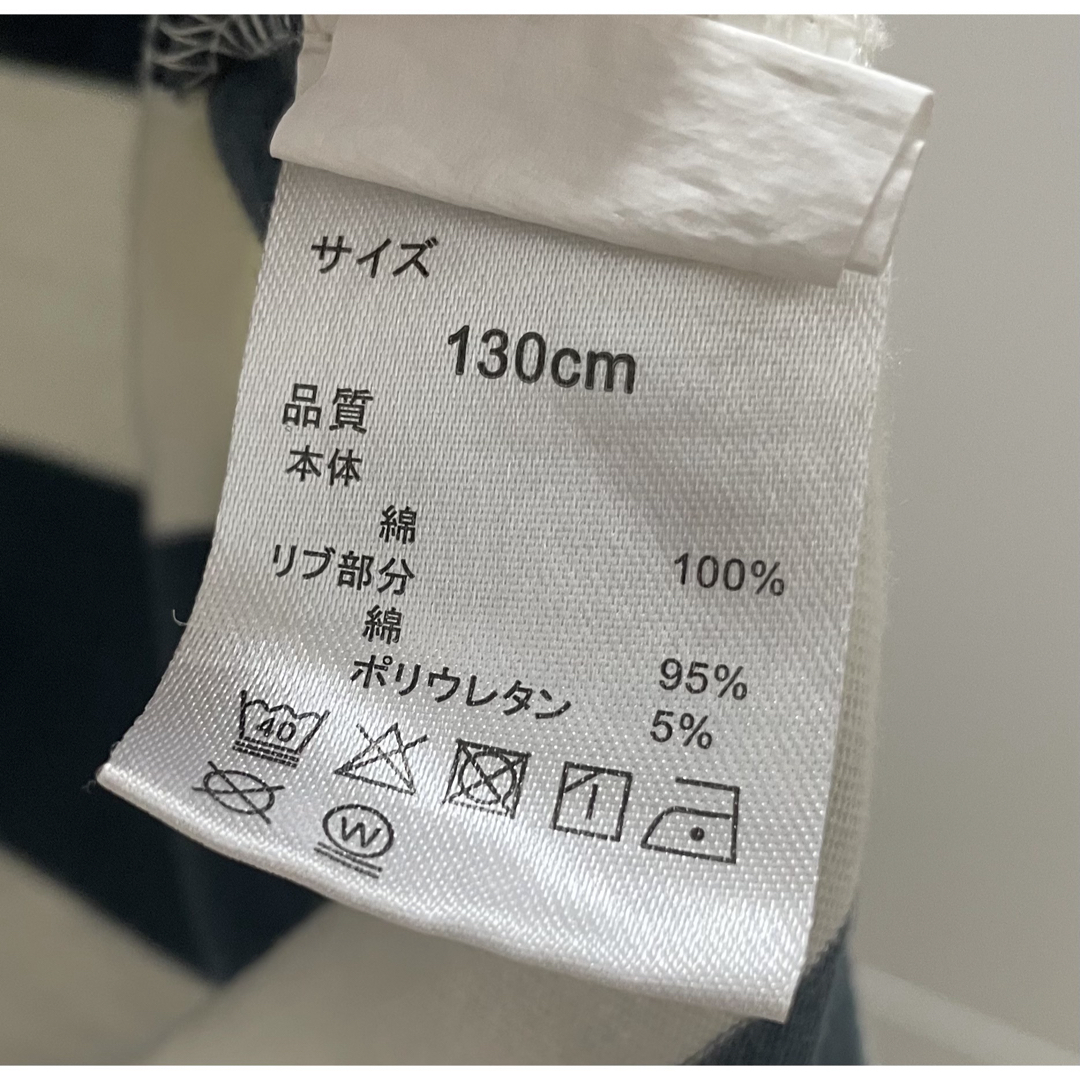 サイズ
130cm
品質
本体
綿 100%
リブ部分
綿 95%
ポリウレタン 5%
40
W